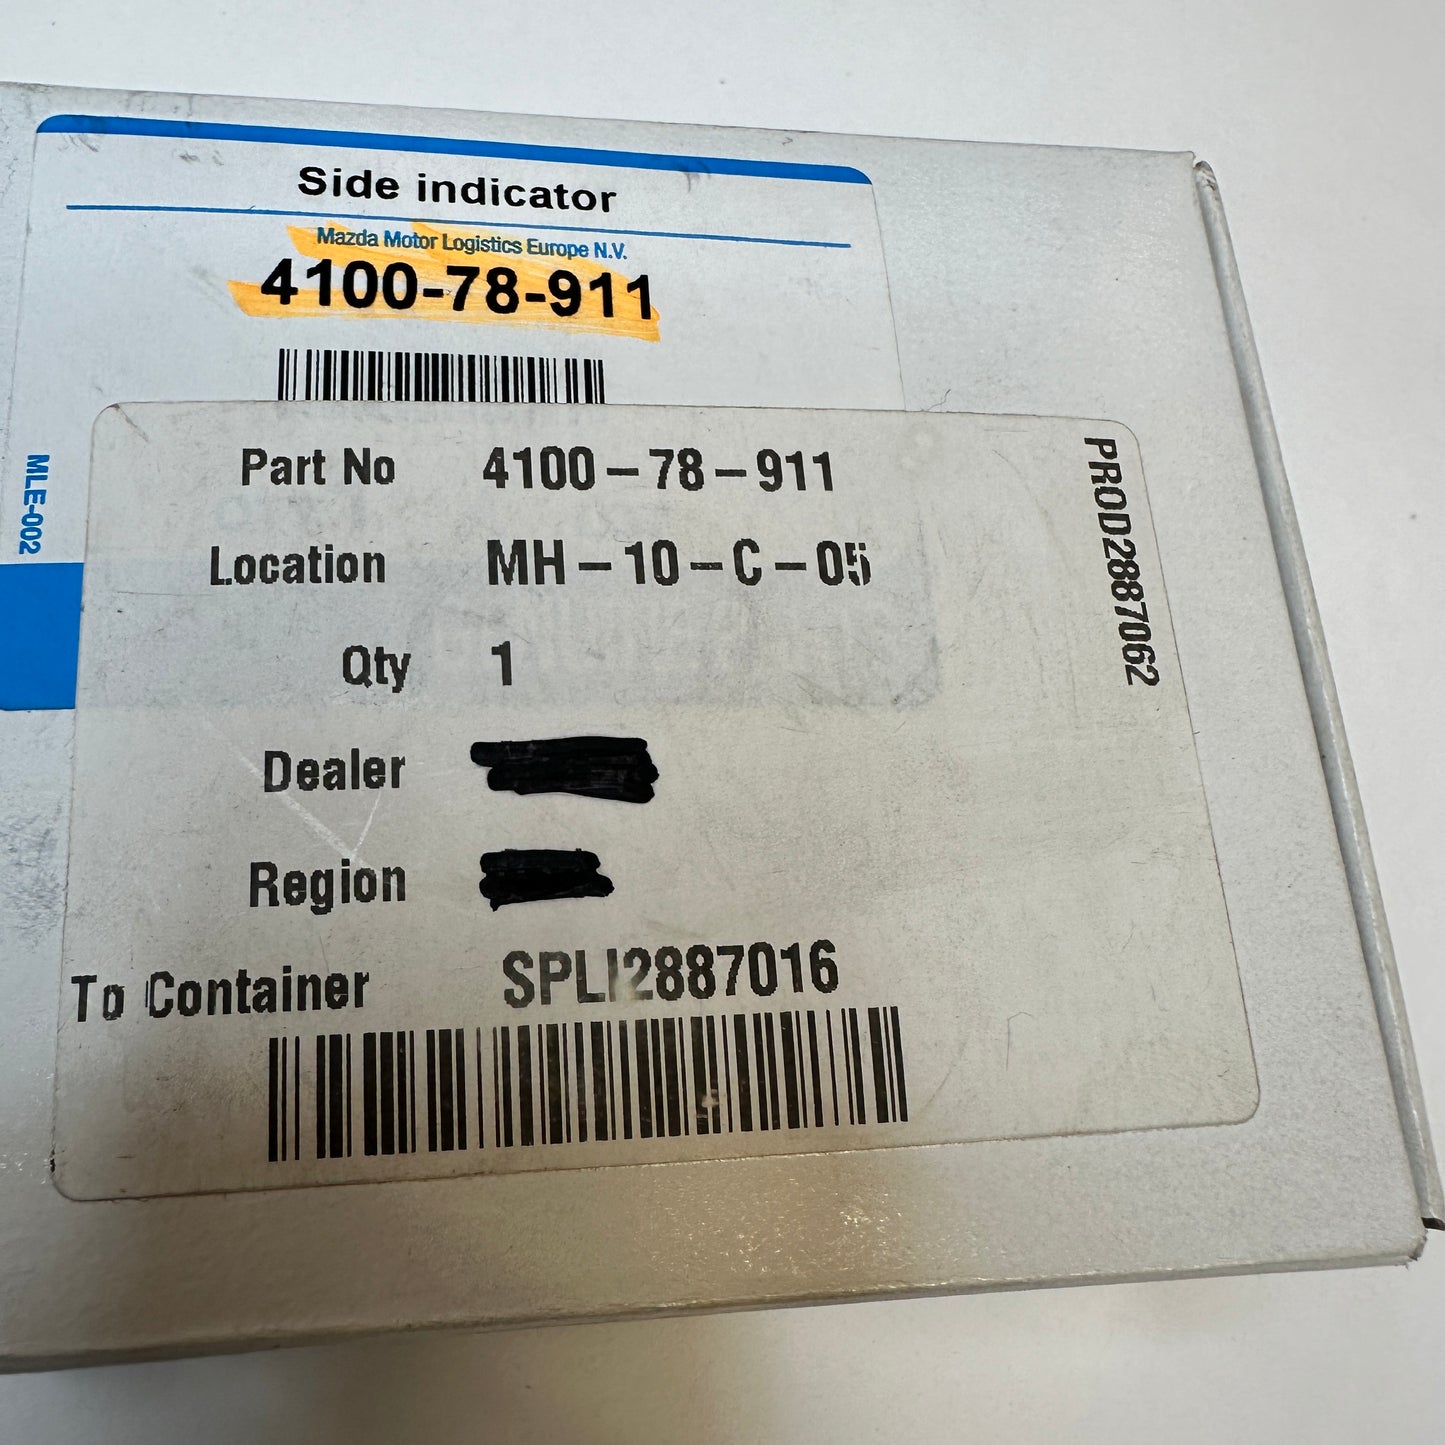 Side indicator
Mazda Motor Logistics Europe N.V.
4100-78-911
MLE-002
Part No 4100-78-911
Location MH-10-C-05
Qty 1
Dealer
Region
To Container SPLI2887016
PROD2887062